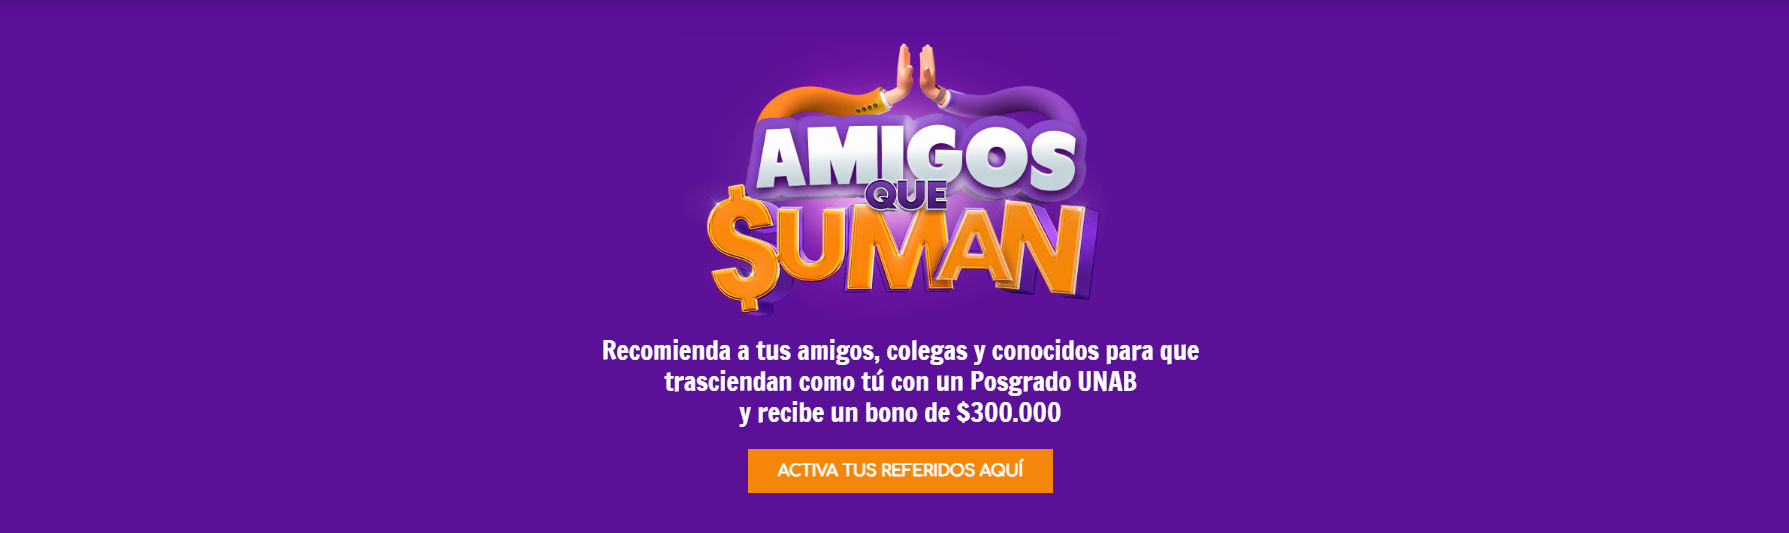 AMIGOS
QUE
$UMAN
Recomienda a tus amigos, colegas y conocidos para que
trasciendan como tú con un Posgrado UNAB
y recibe un bono de $300.000
ACTIVA TUS REFERIDOS AQUÍ